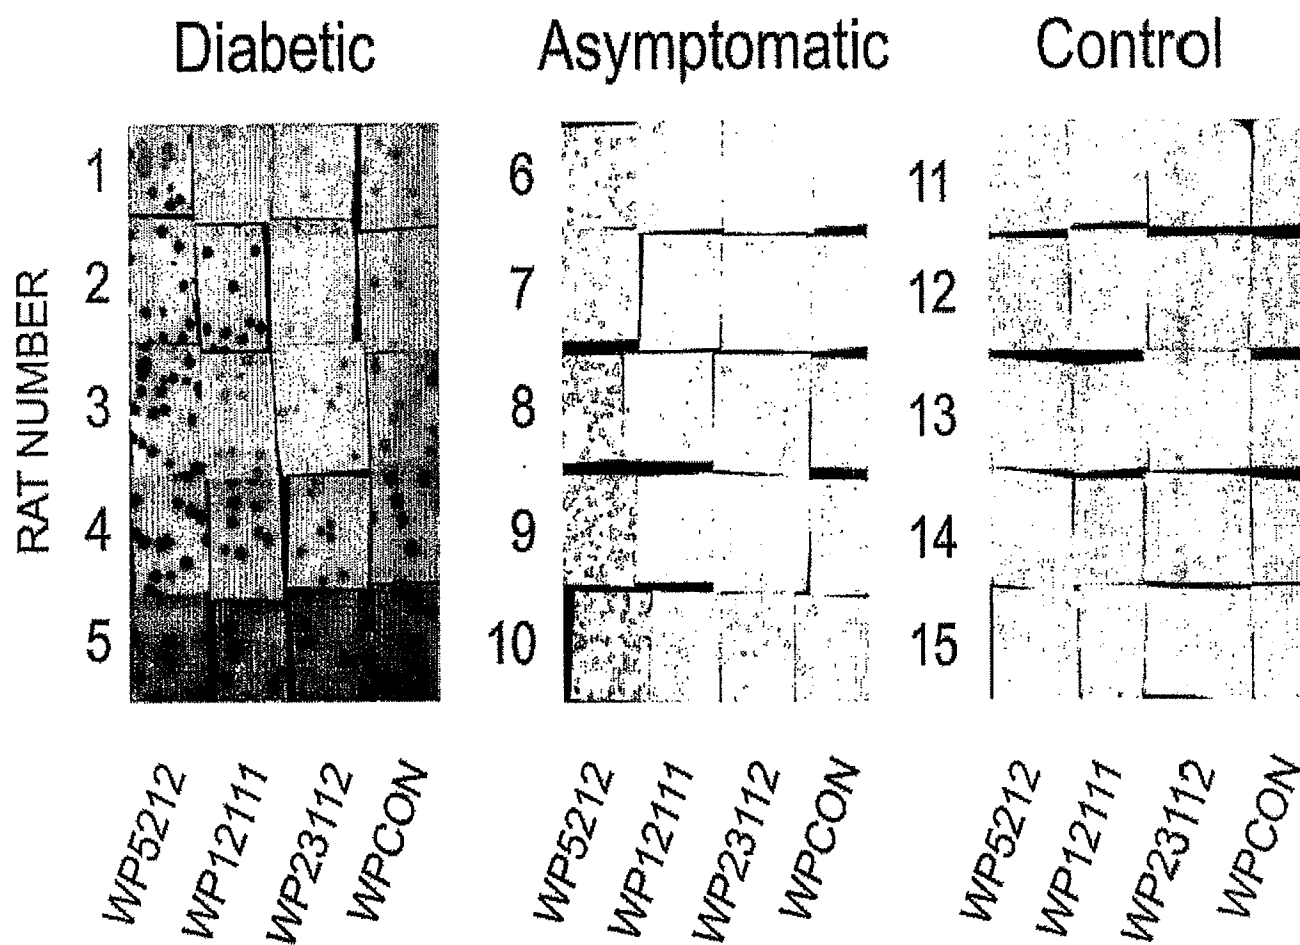 Diabetic Asymptomatic Control
RAT NUMBER
1 6 11
2 7 12
3 8 13
4 9 14
5 10 15
WP5212 WP12111 WP23112 WPCON WP5212 WP12111 WP23112 WPCON WP5212 WP12111 WP23112 WPCON